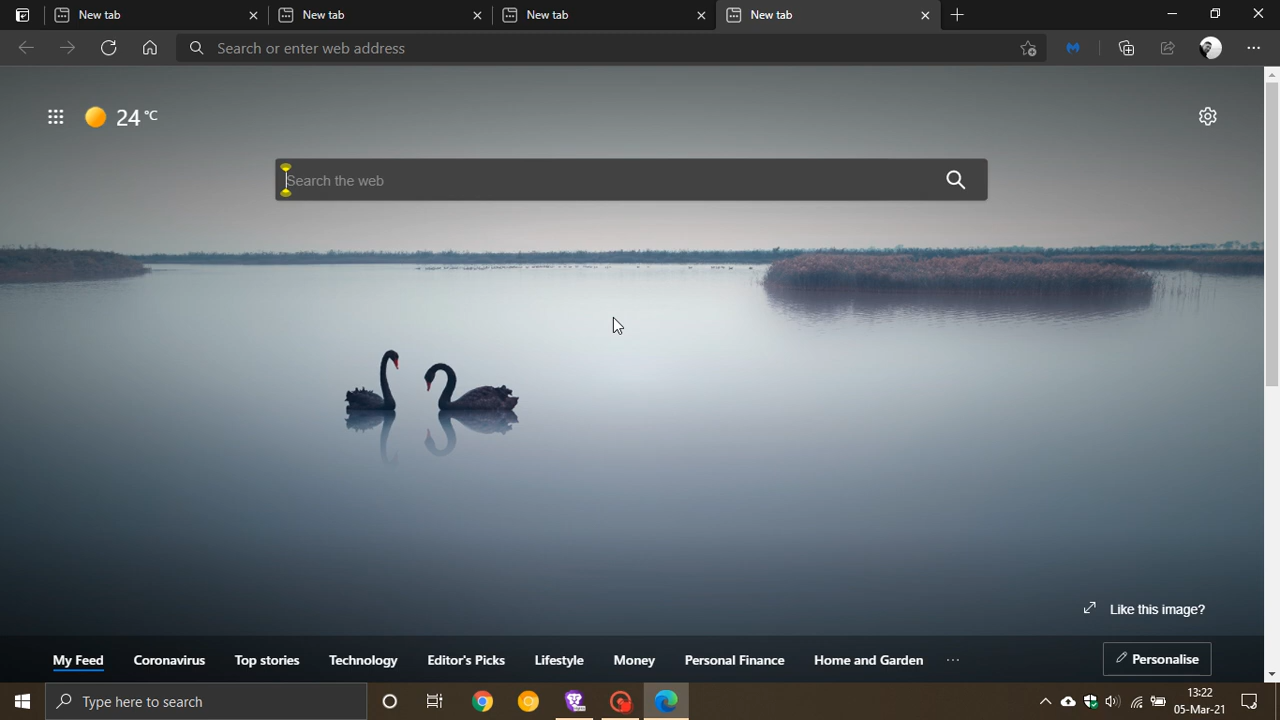 New tab
New tab
New tab
New tab
Search or enter web address
24 °C
Search the web
Like this image?
My Feed Coronavirus Top stories Technology Editor's Picks Lifestyle Money Personal Finance Home and Garden ... Personalise
Type here to search
13:22
05-Mar-21